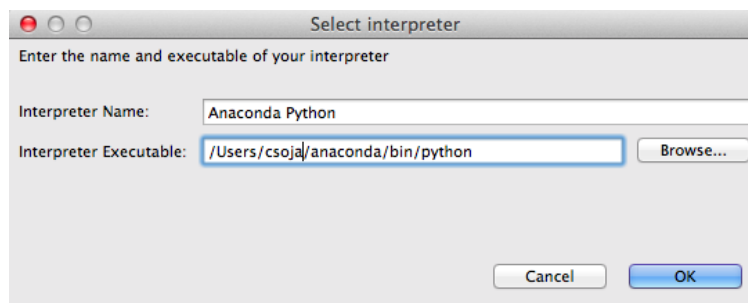 Select interpreter
Enter the name and executable of your interpreter
Interpreter Name: Anaconda Python
Interpreter Executable: /Users/csoja/anaconda/bin/python Browse...
Cancel OK